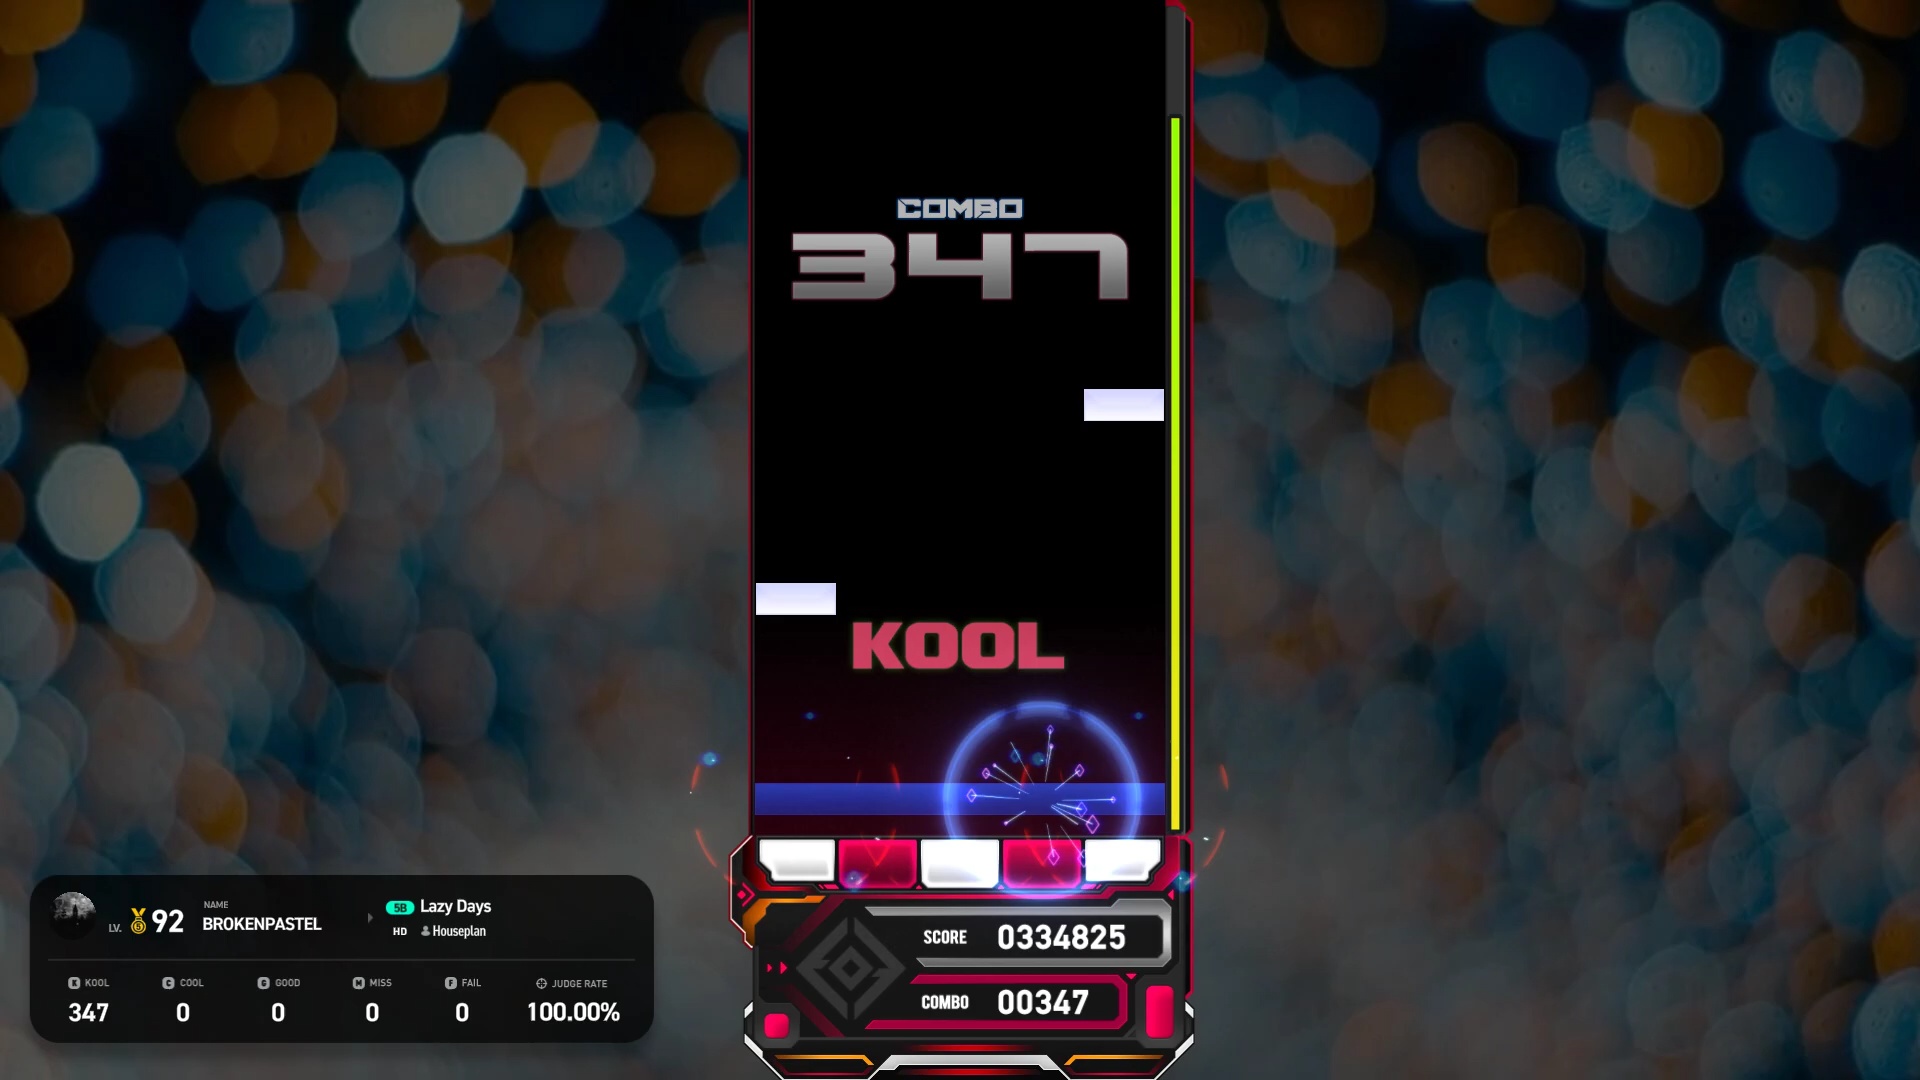 COMBO
347
KOOL
SCORE 0334825
COMBO 00347
LV. 5 92
NAME
BROKENPASTEL
5B Lazy Days
HD Houseplan
K KOOL C COOL G GOOD M MISS F FAIL JUDGE RATE
347 0 0 0 0 100.00%